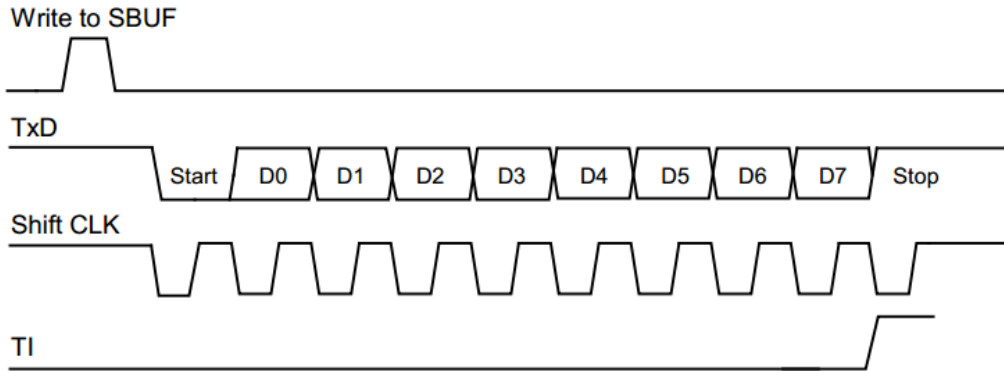 Write to SBUF
TxD
Start D0 D1 D2 D3 D4 D5 D6 D7 Stop
Shift CLK
TI